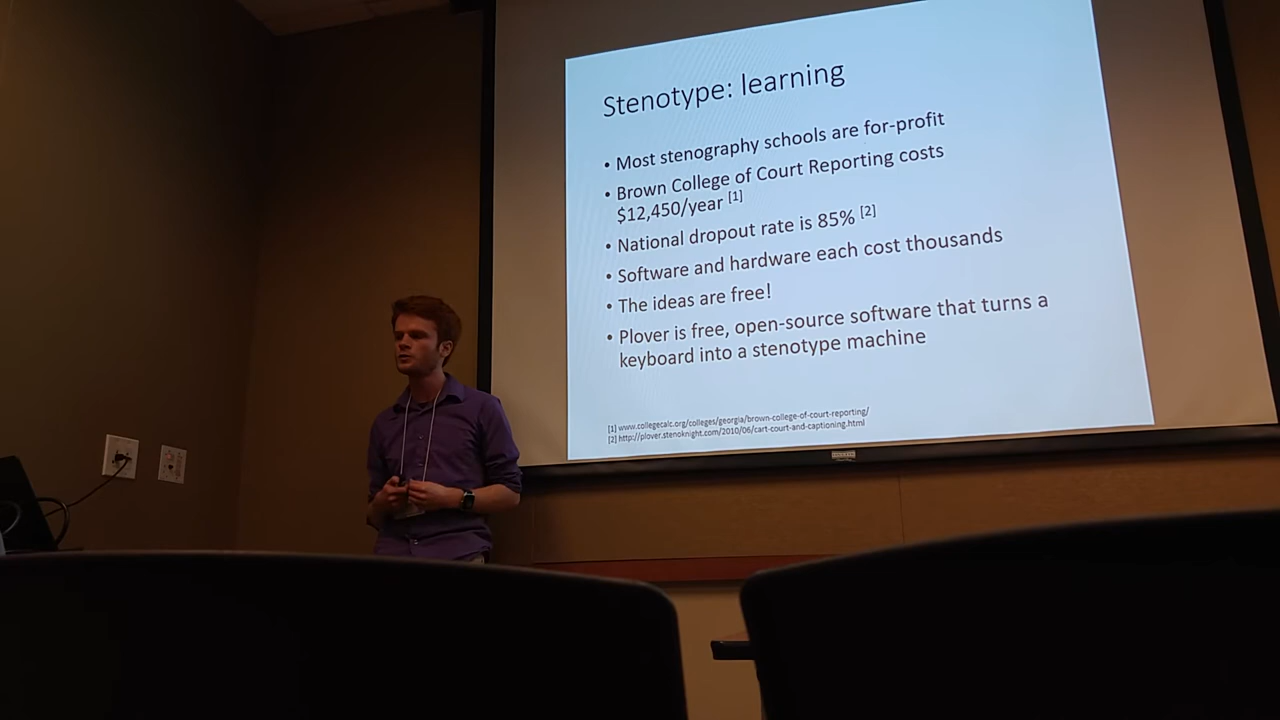 Stenotype: learning
• Most stenography schools are for-profit
• Brown College of Court Reporting costs
$12,450/year [1]
• National dropout rate is 85% [2]
• Software and hardware each cost thousands
• The ideas are free!
• Plover is free, open-source software that turns a
keyboard into a stenotype machine
[1] www.collegecalc.org/colleges/georgia/brown-college-of-court-reporting/
[2] http://plover.stenoknight.com/2010/06/cart-court-and-captioning.html